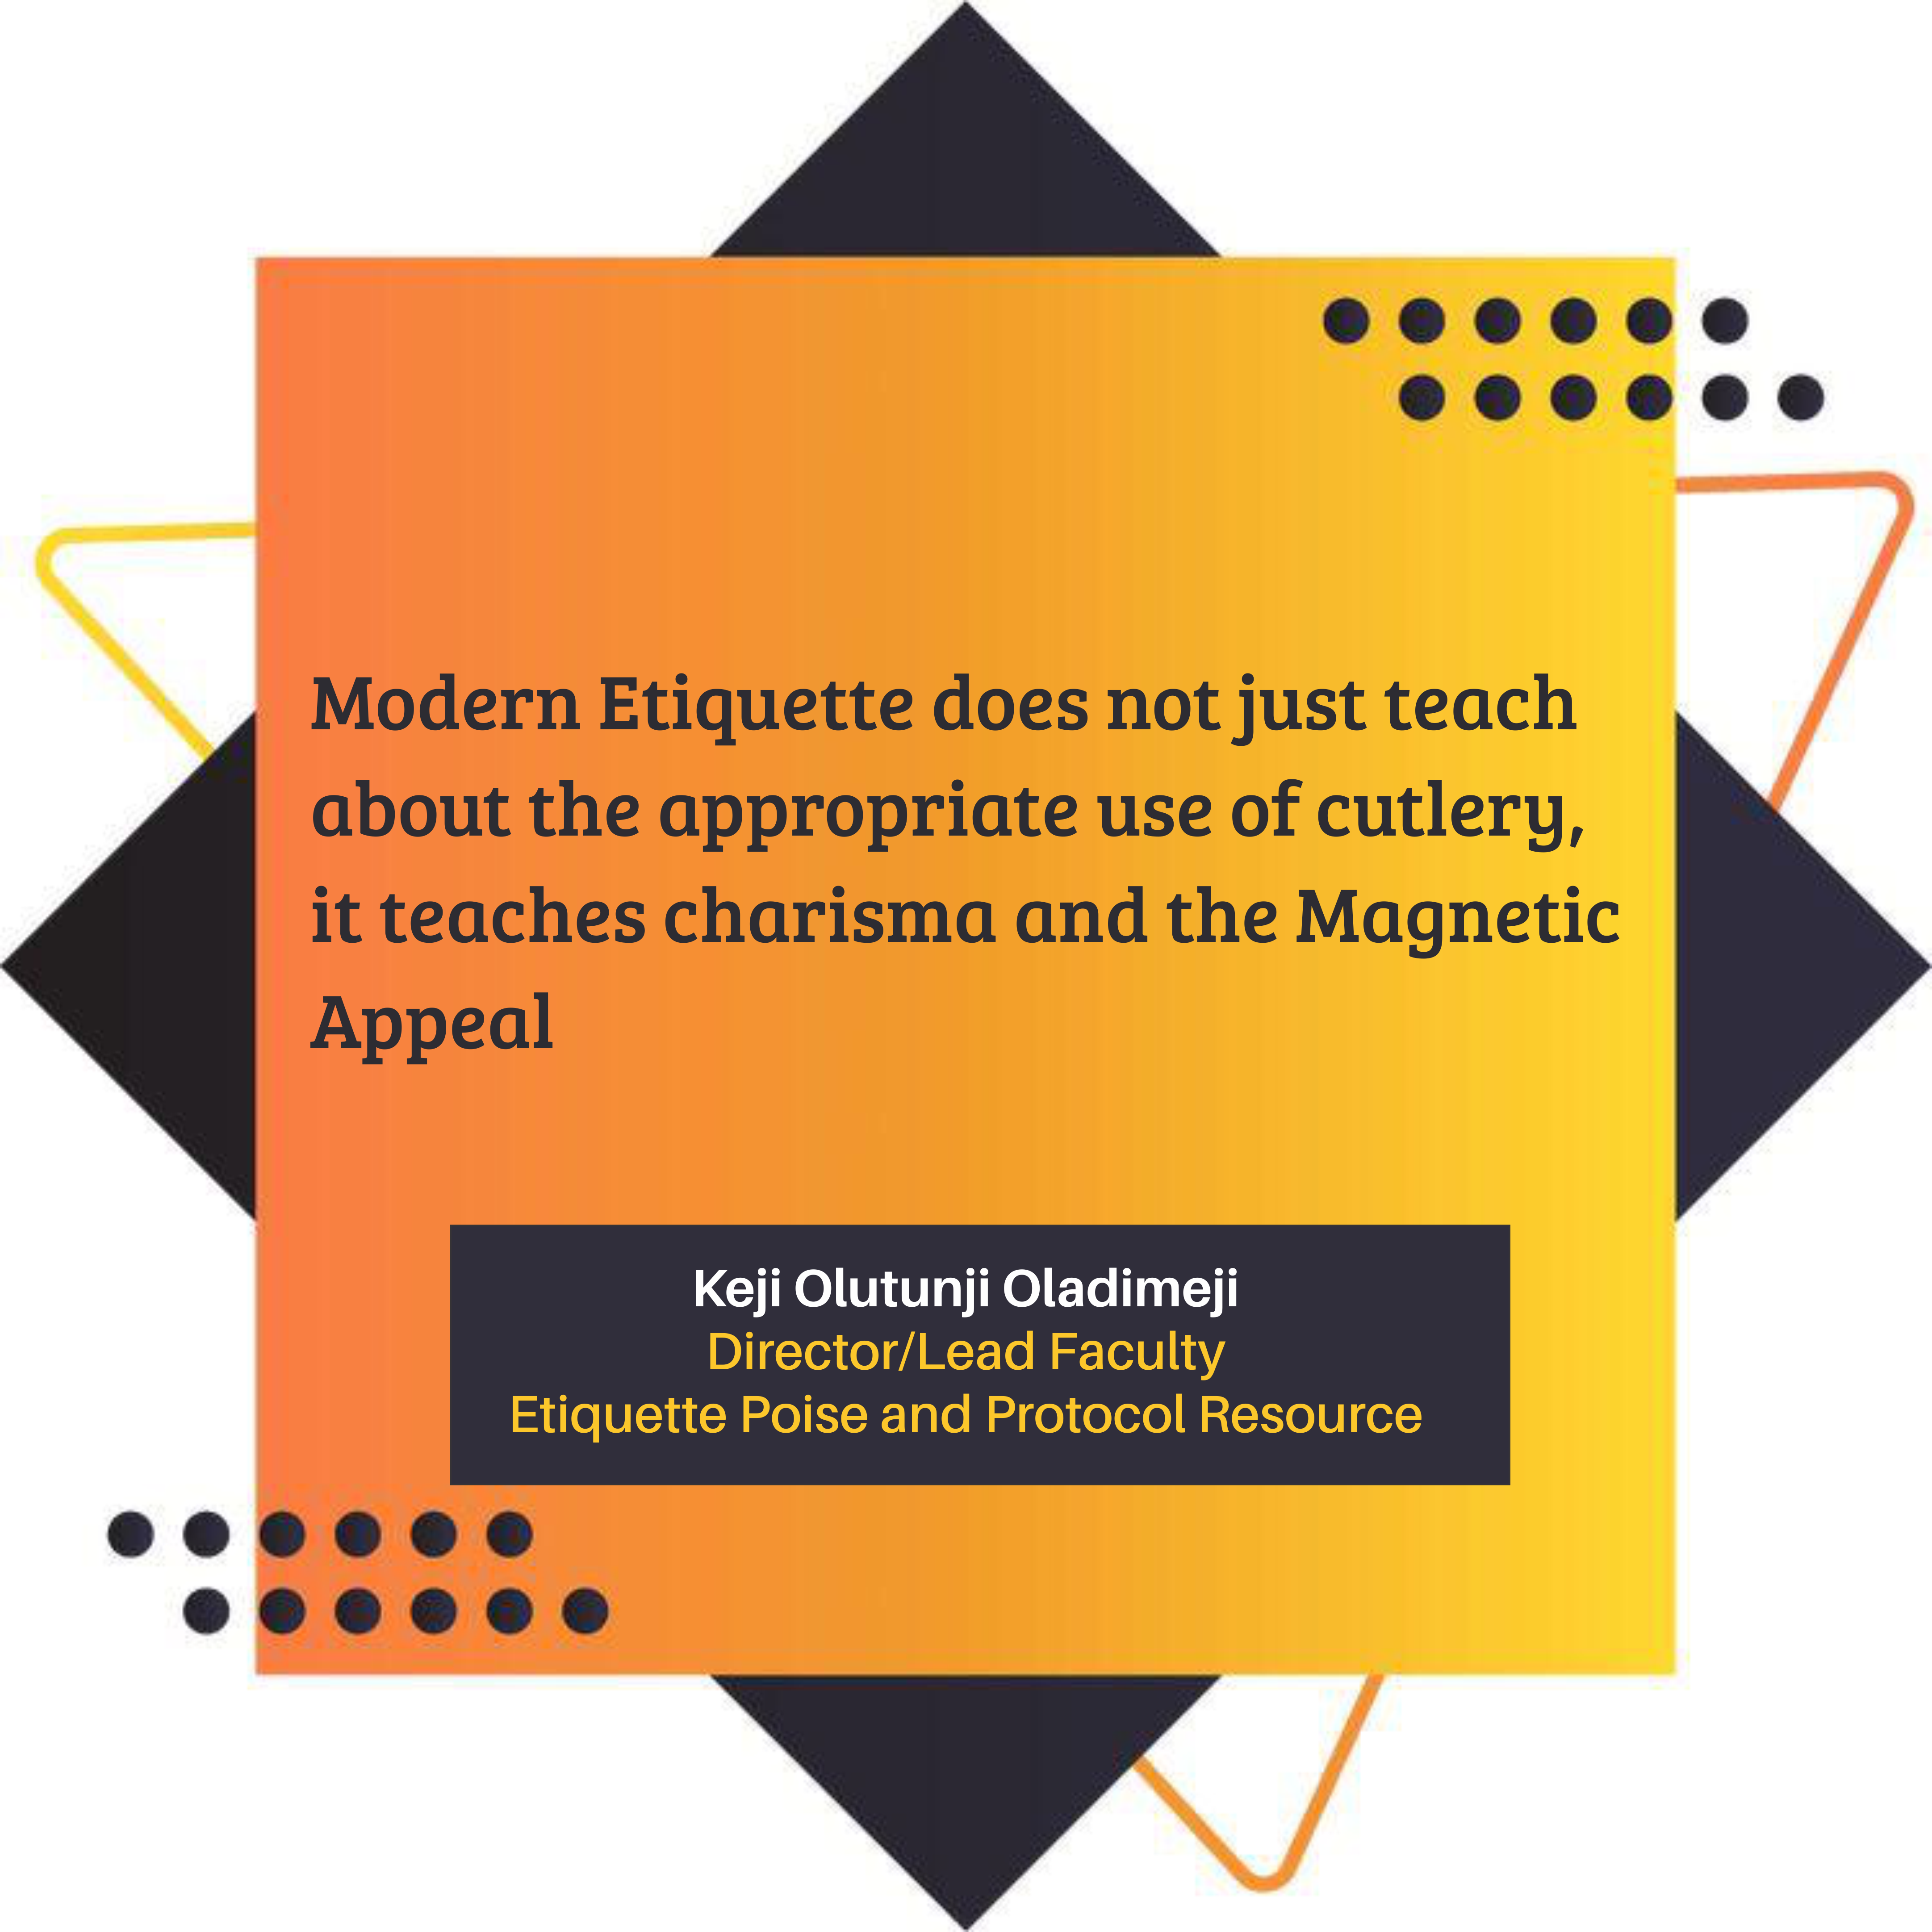 Modern Etiquette does not just teach
about the appropriate use of cutlery,
it teaches charisma and the Magnetic
Appeal
Keji Olutunji Oladimeji
Director/Lead Faculty
Etiquette Poise and Protocol Resource